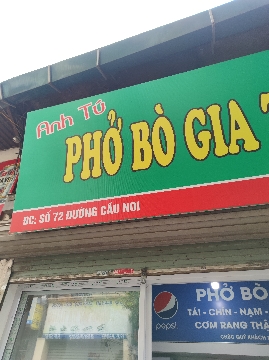 Anh Tú
PHỞ BÒ GIA
ĐC: SỐ 72 ĐƯỜNG CẦU NOI
PHỞ BÒ
TÁI - CHÍN - NẠM -
CƠM RANG THẬ
pepsi